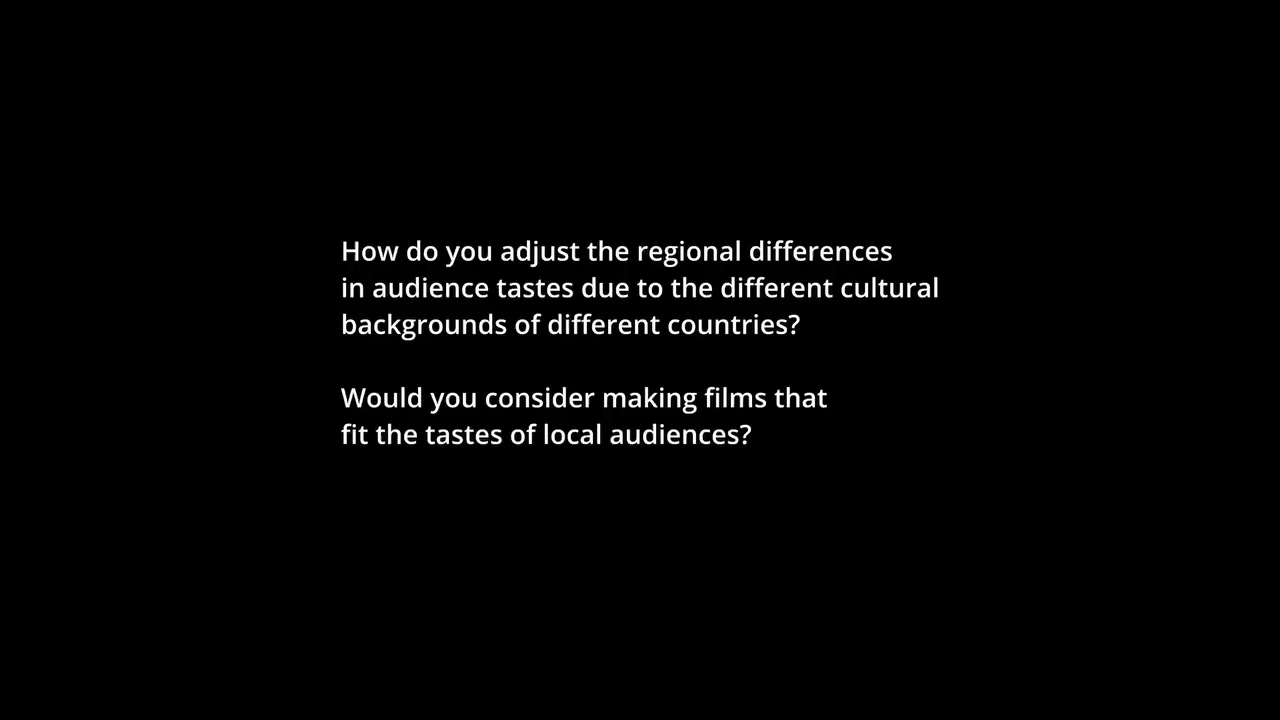 How do you adjust the regional differences
in audience tastes due to the different cultural
backgrounds of different countries?
Would you consider making films that
fit the tastes of local audiences?